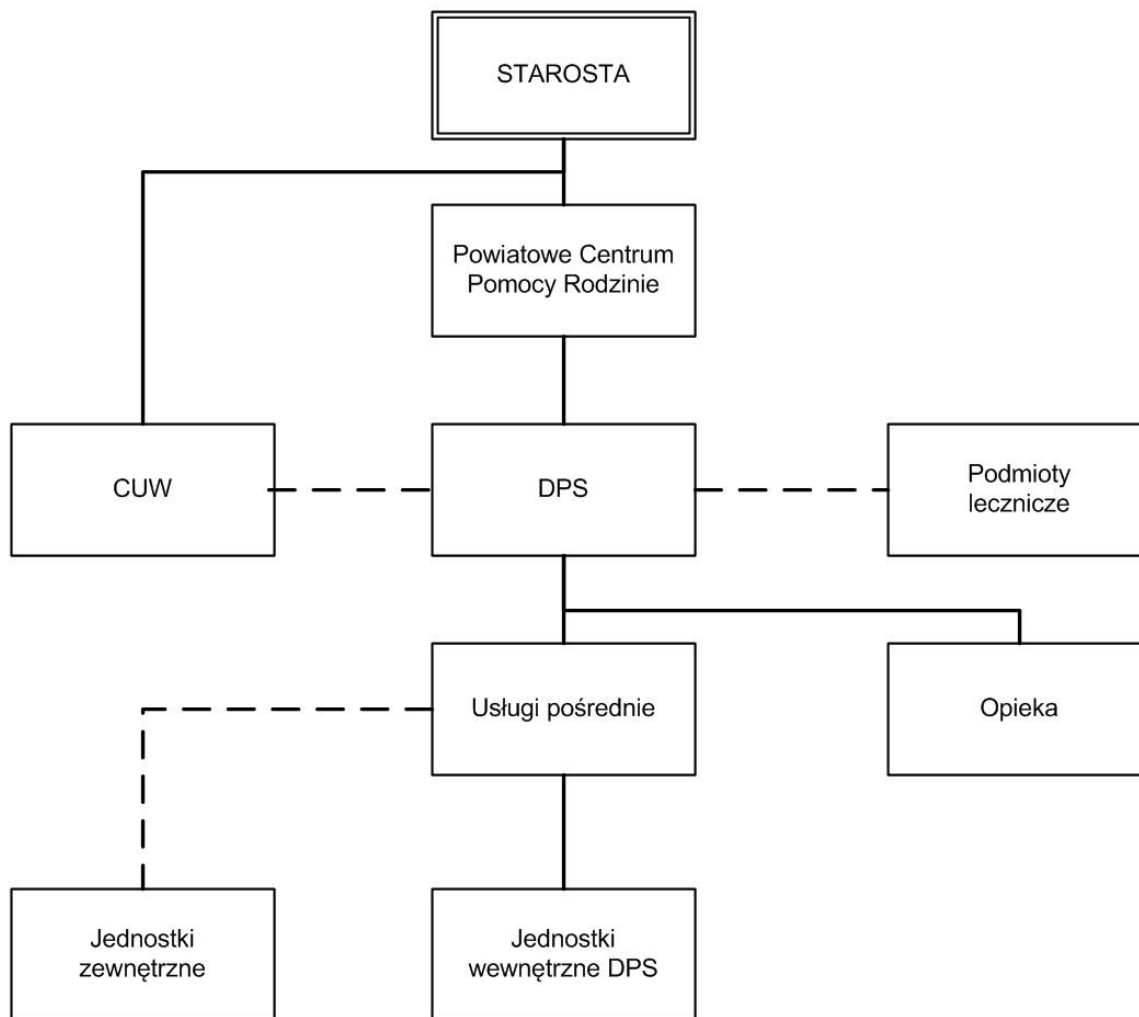 STAROSTA
Powiatowe Centrum
Pomocy Rodzinie
CUW
DPS
Podmioty
lecznicze
Usługi pośrednie
Opieka
Jednostki
zewnętrzne
Jednostki
wewnętrzne DPS